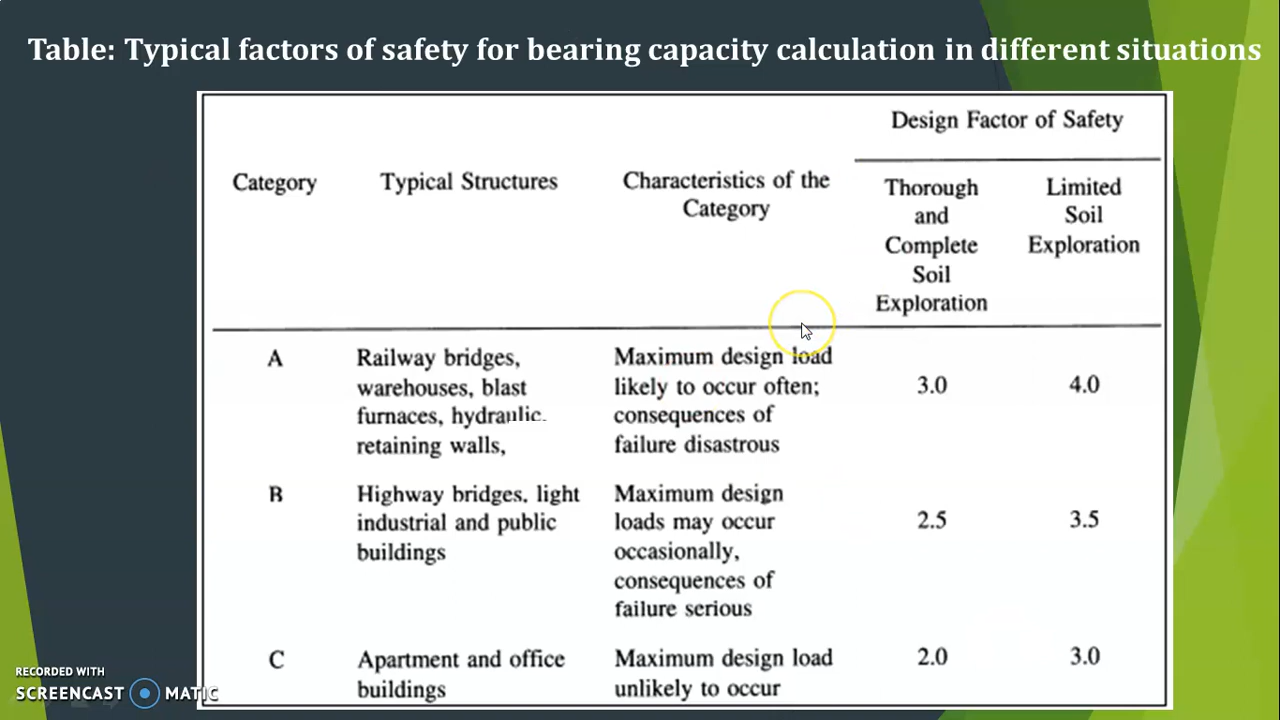 Table: Typical factors of safety for bearing capacity calculation in different situations
Design Factor of Safety
Category
Typical Structures
Characteristics of the
Category
Thorough
and
Complete
Soil
Exploration
Limited
Soil
Exploration
A
Railway bridges,
warehouses, blast
furnaces, hydraulic,
retaining walls,
Maximum design load
likely to occur often;
consequences of
failure disastrous
3.0
4.0
B
Highway bridges, light
industrial and public
buildings
Maximum design
loads may occur
occasionally,
consequences of
failure serious
2.5
3.5
C
Apartment and office
buildings
Maximum design load
unlikely to occur
2.0
3.0
RECORDED WITH
SCREENCAST MATIC